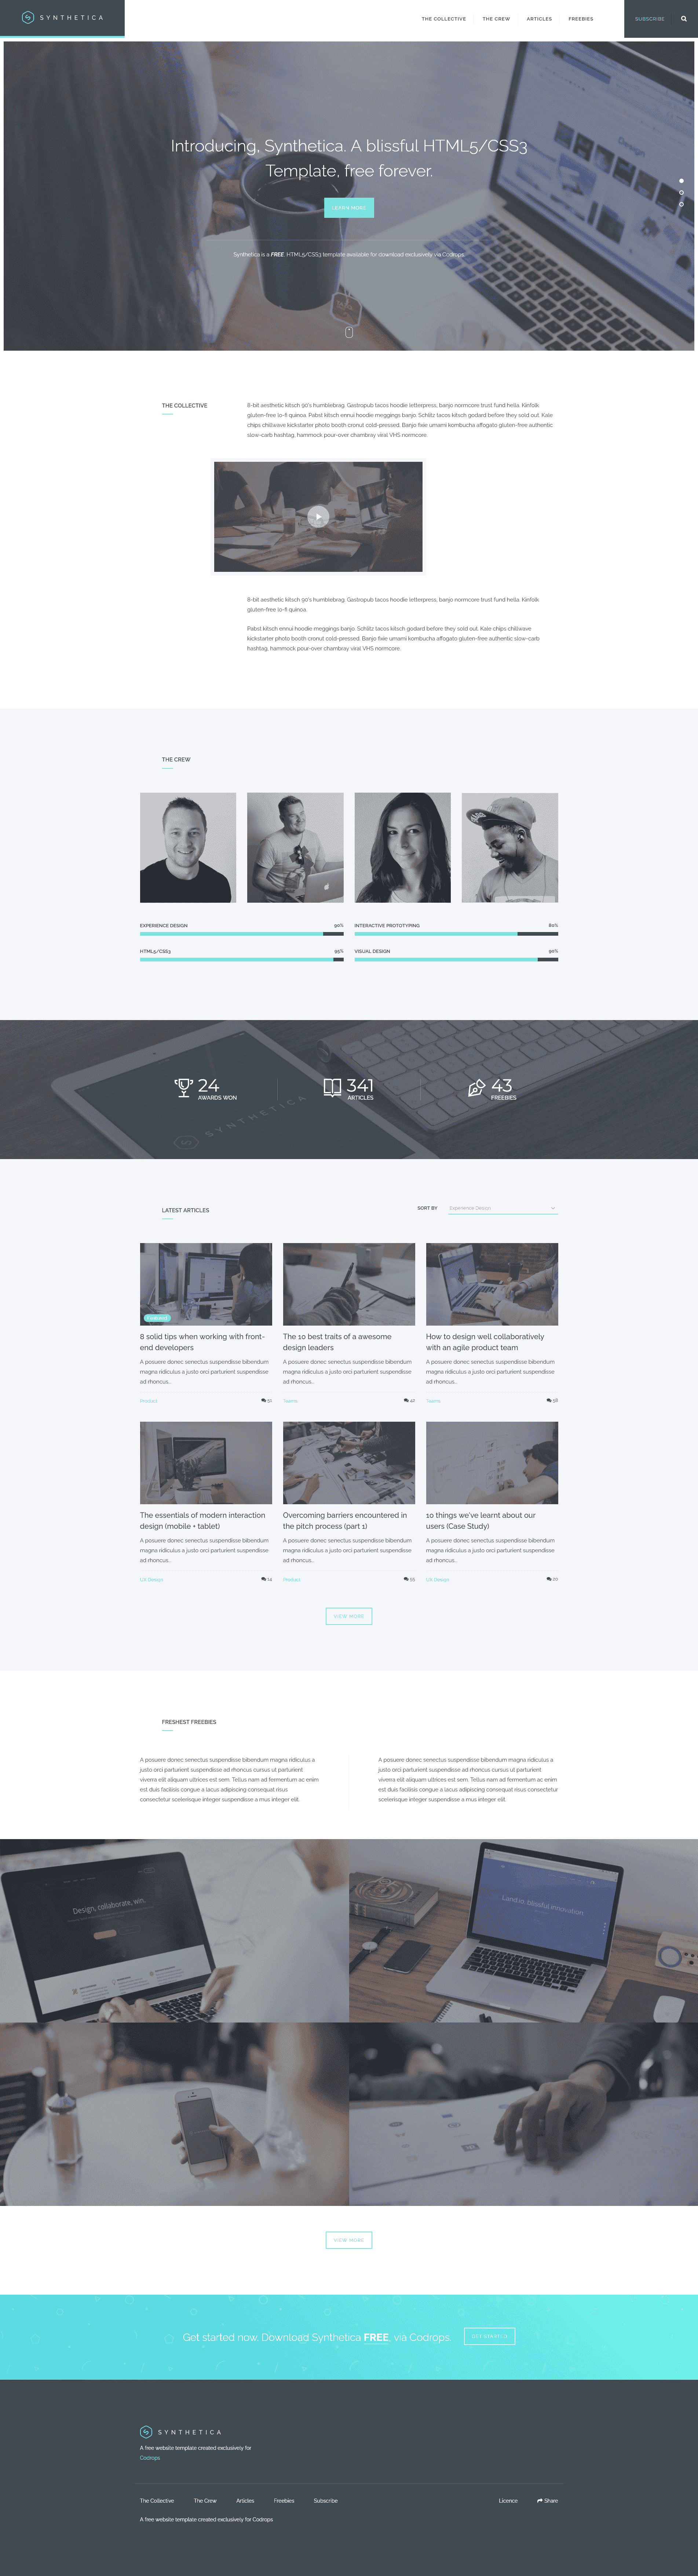 SYNTHETICA
THE COLLECTIVE THE CREW ARTICLES FREEBIES SUBSCRIBE
Introducing, Synthetica. A blissful HTML5/CSS3
Template, free forever.
LEARN MORE
Synthetica is a FREE, HTML5/CSS3 template avaiable for download exclusively via Codrops.
Design
THE COLLECTIVE
8-bit aesthetic kitsch 90's humblebrag. Gastropub tacos hoodie letterpress, banjo normcore trust fund hella. Kinfolk
gluten-free lo-fi quinoa. Pabst kitsch ennui hoodie meggings banjo. Schlitz tacos kitsch godard before they sold out. Kale
chips chillwave kickstarter photo booth cronut cold-pressed. Banjo fixie umami kombucha affogato gluten-free authentic
slow-carb hashtag, hammock pour-over chambray viral VHS normcore.
8-bit aesthetic kitsch 90's humblebrag. Gastropub tacos hoodie letterpress, banjo normcore trust fund hella. Kinfolk
gluten-free lo-fi quinoa
Pabst kitsch ennui hoodie meggings banjo. Schlitz tacos kitsch godard before they sold out. Kale chips chillwave
kickstarter photo booth cronut cold-pressed. Banjo fixie umami kombucha affogato gluten-free authentic slow-carb
hashtag, hammock pour-over chambray viral VHS normcore.
THE CREW
EXPERIENCE DESIGN 90%
INTERACTIVE PROTOTYPING 80%
HTML5/CSS3 95%
VISUAL DESIGN 90%
24
AWARDS WON
341
ARTICLES
43
FREEBIES
SYNTHETICA
LATEST ARTICLES
SORT BY Experience Design
Featured
8 solid tips when working with front-
end developers
A posuere donec senectus suspendisse bibendum
magna ridiculus a justo orci parturient suspendisse
ad rhoncus...
Product 51
The 10 best traits of a awesome
design leaders
A posuere donec senectus suspendisse bibendum
magna ridiculus a justo orci parturient suspendisse
ad rhoncus...
Teams 42
How to design well collaboratively
with an agile product team
A posuere donec senectus suspendisse bibendum
magna ridiculus a justo orci parturient suspendisse
ad rhoncus...
Teams 58
The essentials of modern interaction
design (mobile + tablet)
A posuere donec senectus suspendisse bibendum
magna ridiculus a justo orci parturient suspendisse
ad rhoncus...
UX Design 14
Overcoming barriers encountered in
the pitch process (part 1)
A posuere donec senectus suspendisse bibendum
magna ridiculus a justo orci parturient suspendisse
ad rhoncus...
Product 55
10 things we've learnt about our
users (Case Study)
A posuere donec senectus suspendisse bibendum
magna ridiculus a justo orci parturient suspendisse
ad rhoncus...
UX Design
VIEW MORE
FRESHEST FREEBIES
A posuere donec senectus suspendisse bibendum magna ridiculus a
justo orci parturient suspendisse ad rhoncus cursus ut parturient
viverra elit aliquam ultrices est sem. Tellus nam ad fermentum ac enim
est duis facilisis congue a lacus adipiscing consequat risus
consectetur scelerisque integer suspendisse a mus integer elit.
A posuere donec senectus suspendisse bibendum magna ridiculus a
justo orci parturient suspendisse ad rhoncus cursus ut parturient
viverra elit aliquam ultrices est sem. Tellus nam ad fermentum ac enim
est duis facilisis congue a lacus adipiscing consequat risus consectetur
scelerisque integer suspendisse a mus integer elit.
Design, collaborate, win.
Land.io: blissful innovation.
VIEW MORE
Get started now. Download Synthetica FREE, via Codrops.
GET STARTED
SYNTHETICA
A free website template created exclusively for
Codrops
The Collective The Crew Articles Freebies Subscribe Licence Share
A free website template created exclusively for Codrops